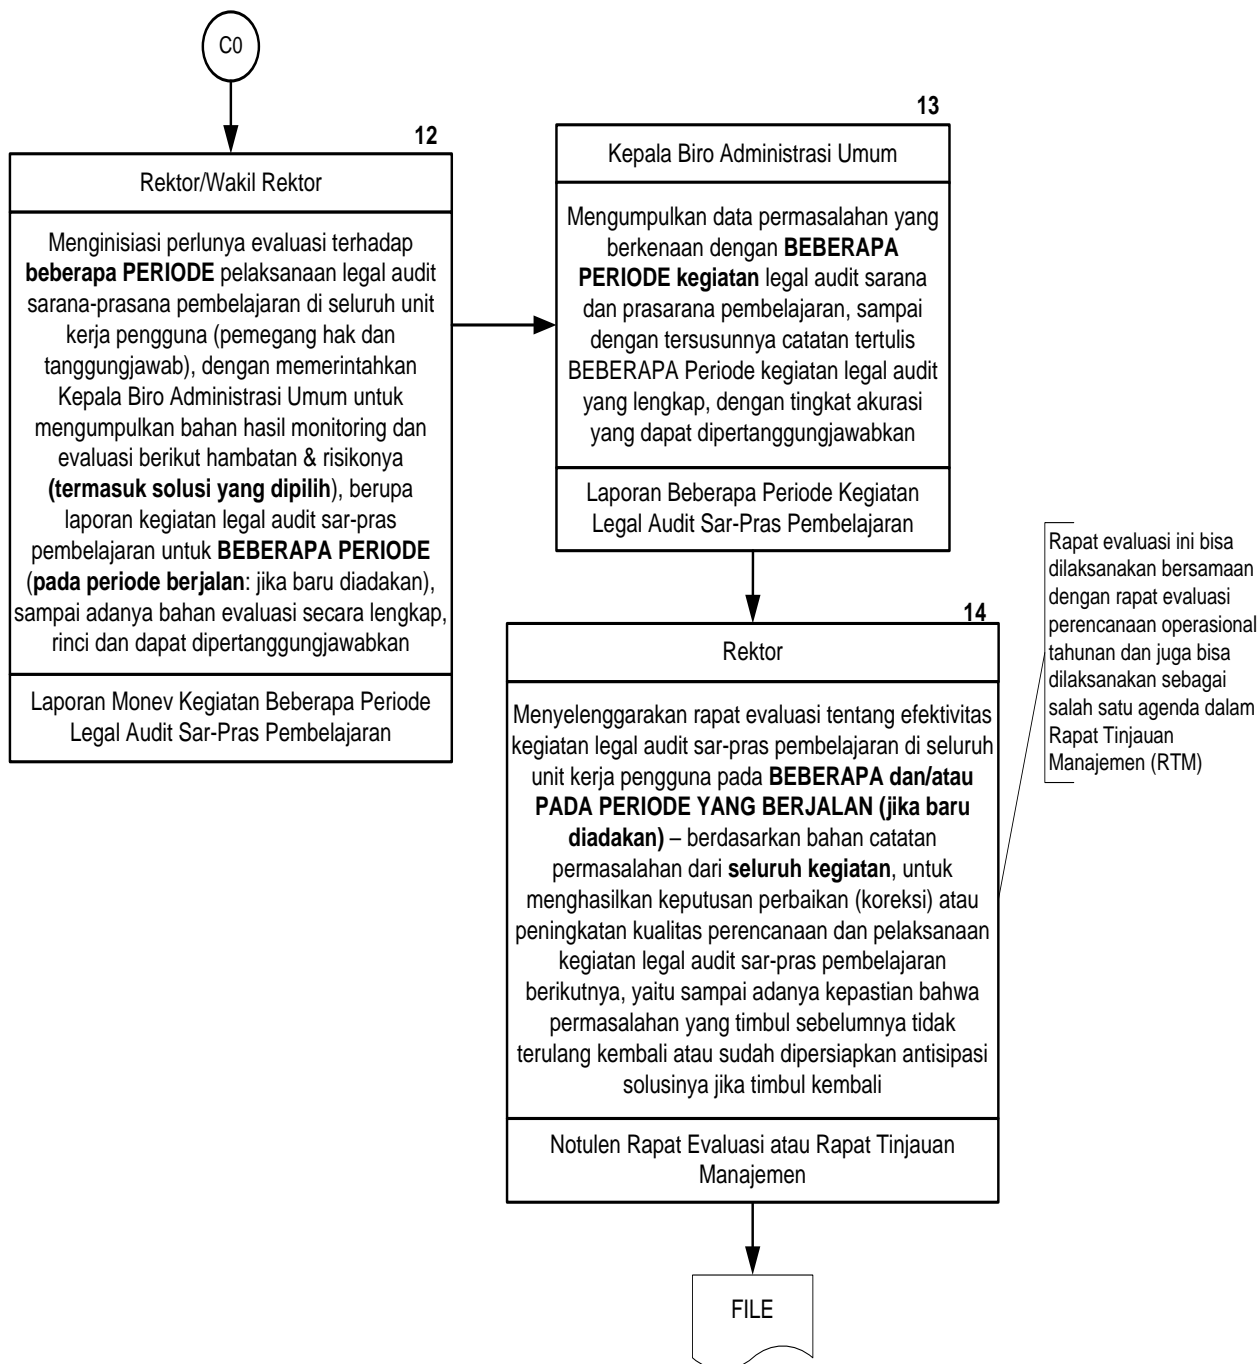 C0
12
Rektor/Wakil Rektor
Menginisiasi perlunya evaluasi terhadap
beberapa PERIODE pelaksanaan legal audit
sarana-prasana pembelajaran di seluruh unit
kerja pengguna (pemegang hak dan
tanggungjawab), dengan memerintahkan
Kepala Biro Administrasi Umum untuk
mengumpulkan bahan hasil monitoring dan
evaluasi berikut hambatan & risikonya
(termasuk solusi yang dipilih), berupa
laporan kegiatan legal audit sar-pras
pembelajaran untuk BEBERAPA PERIODE
(pada periode berjalan: jika baru diadakan),
sampai adanya bahan evaluasi secara lengkap,
rinci dan dapat dipertanggungjawabkan
Laporan Monev Kegiatan Beberapa Periode
Legal Audit Sar-Pras Pembelajaran
13
Kepala Biro Administrasi Umum
Mengumpulkan data permasalahan yang
berkenaan dengan BEBERAPA
PERIODE kegiatan legal audit sarana
dan prasarana pembelajaran, sampai
dengan tersusunnya catatan tertulis
BEBERAPA Periode kegiatan legal audit
yang lengkap, dengan tingkat akurasi
yang dapat dipertanggungjawabkan
Laporan Beberapa Periode Kegiatan
Legal Audit Sar-Pras Pembelajaran
14
Rektor
Menyelenggarakan rapat evaluasi tentang efektivitas
kegiatan legal audit sar-pras pembelajaran di seluruh
unit kerja pengguna pada BEBERAPA dan/atau
PADA PERIODE YANG BERJALAN (jika baru
diadakan) – berdasarkan bahan catatan
permasalahan dari seluruh kegiatan, untuk
menghasilkan keputusan perbaikan (koreksi) atau
peningkatan kualitas perencanaan dan pelaksanaan
kegiatan legal audit sar-pras pembelajaran
berikutnya, yaitu sampai adanya kepastian bahwa
permasalahan yang timbul sebelumnya tidak
terulang kembali atau sudah dipersiapkan antisipasi
solusinya jika timbul kembali
Notulen Rapat Evaluasi atau Rapat Tinjauan
Manajemen
Rapat evaluasi ini bisa
dilaksanakan bersamaan
dengan rapat evaluasi
perencanaan operasional
tahunan dan juga bisa
dilaksanakan sebagai
salah satu agenda dalam
Rapat Tinjauan
Manajemen (RTM)
FILE